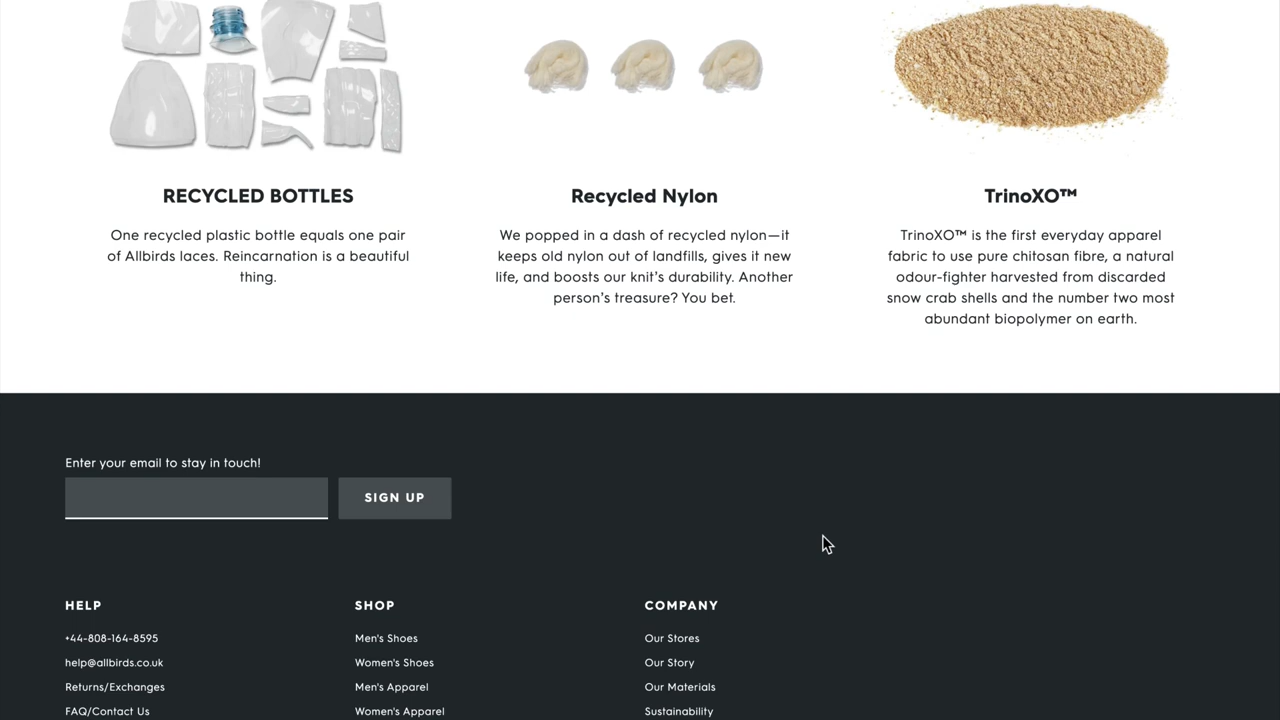 RECYCLED BOTTLES
One recycled plastic bottle equals one pair
of Allbirds laces. Reincarnation is a beautiful
thing.
Recycled Nylon
We popped in a dash of recycled nylon—it
keeps old nylon out of landfills, gives it new
life, and boosts our knit's durability. Another
person's treasure? You bet.
TrinoXO™
TrinoXO™ is the first everyday apparel
fabric to use pure chitosan fibre, a natural
odour-fighter harvested from discarded
snow crab shells and the number two most
abundant biopolymer on earth.
Enter your email to stay in touch!
SIGN UP
HELP
+44-808-164-8595
help@allbirds.co.uk
Returns/Exchanges
FAQ/Contact Us
SHOP
Men's Shoes
Women's Shoes
Men's Apparel
Women's Apparel
COMPANY
Our Stores
Our Story
Our Materials
Sustainability